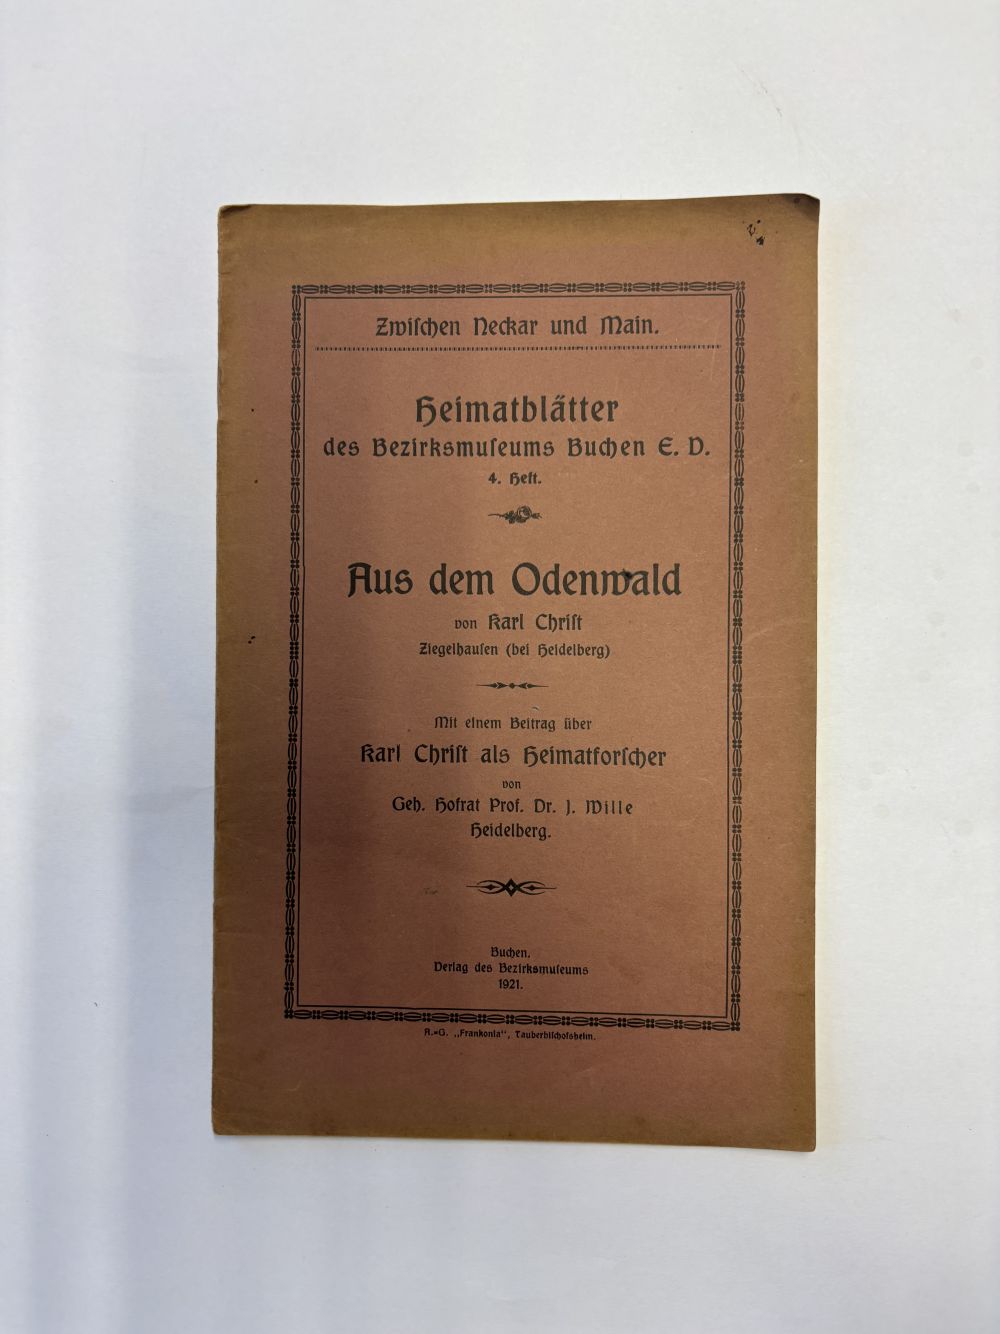 Zwiſchen Neckar und Main.
Heimatblätter
des Bezirksmuſeums Buchen E. V.
4. Heft.
Aus dem Odenwald
von Karl Chriſt
Ziegelhauſen (bei Heidelberg)
Mit einem Beitrag über
Karl Chriſt als Heimatforſcher
von
Geh. Hofrat Prof. Dr. J. Wille
Heidelberg.
Buchen.
Verlag des Bezirksmuſeums
1921.
A.=G. „Frankonia“, Tauberbiſchofsheim.